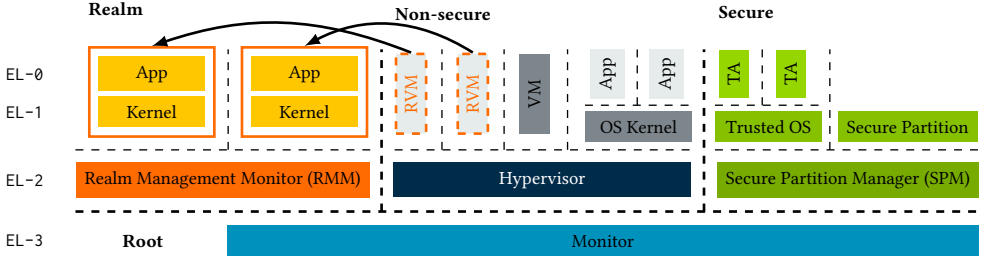 Realm
Non-secure
Secure
EL-0
App
App
RVM
RVM
VM
App
App
TA
TA
EL-1
Kernel
Kernel
OS Kernel
Trusted OS
Secure Partition
EL-2
Realm Management Monitor (RMM)
Hypervisor
Secure Partition Manager (SPM)
EL-3
Root
Monitor